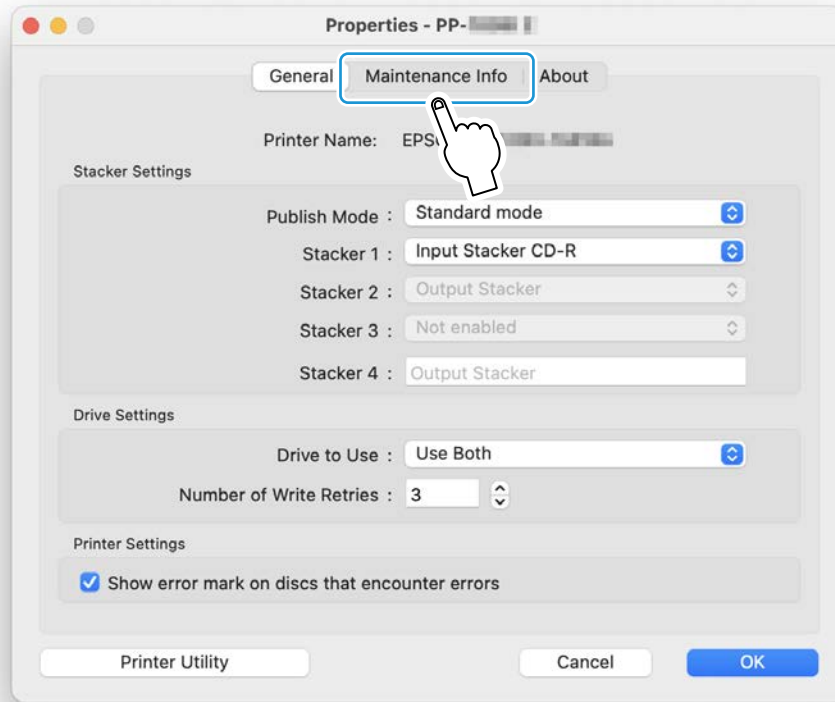 Properties - PP-
General Maintenance Info About
Printer Name:
Stacker Settings
Publish Mode : Standard mode
Stacker 1 : Input Stacker CD-R
Stacker 2 : Output Stacker
Stacker 3 : Not enabled
Stacker 4 : Output Stacker
Drive Settings
Drive to Use : Use Both
Number of Write Retries : 3
Printer Settings
Show error mark on discs that encounter errors
Printer Utility Cancel OK